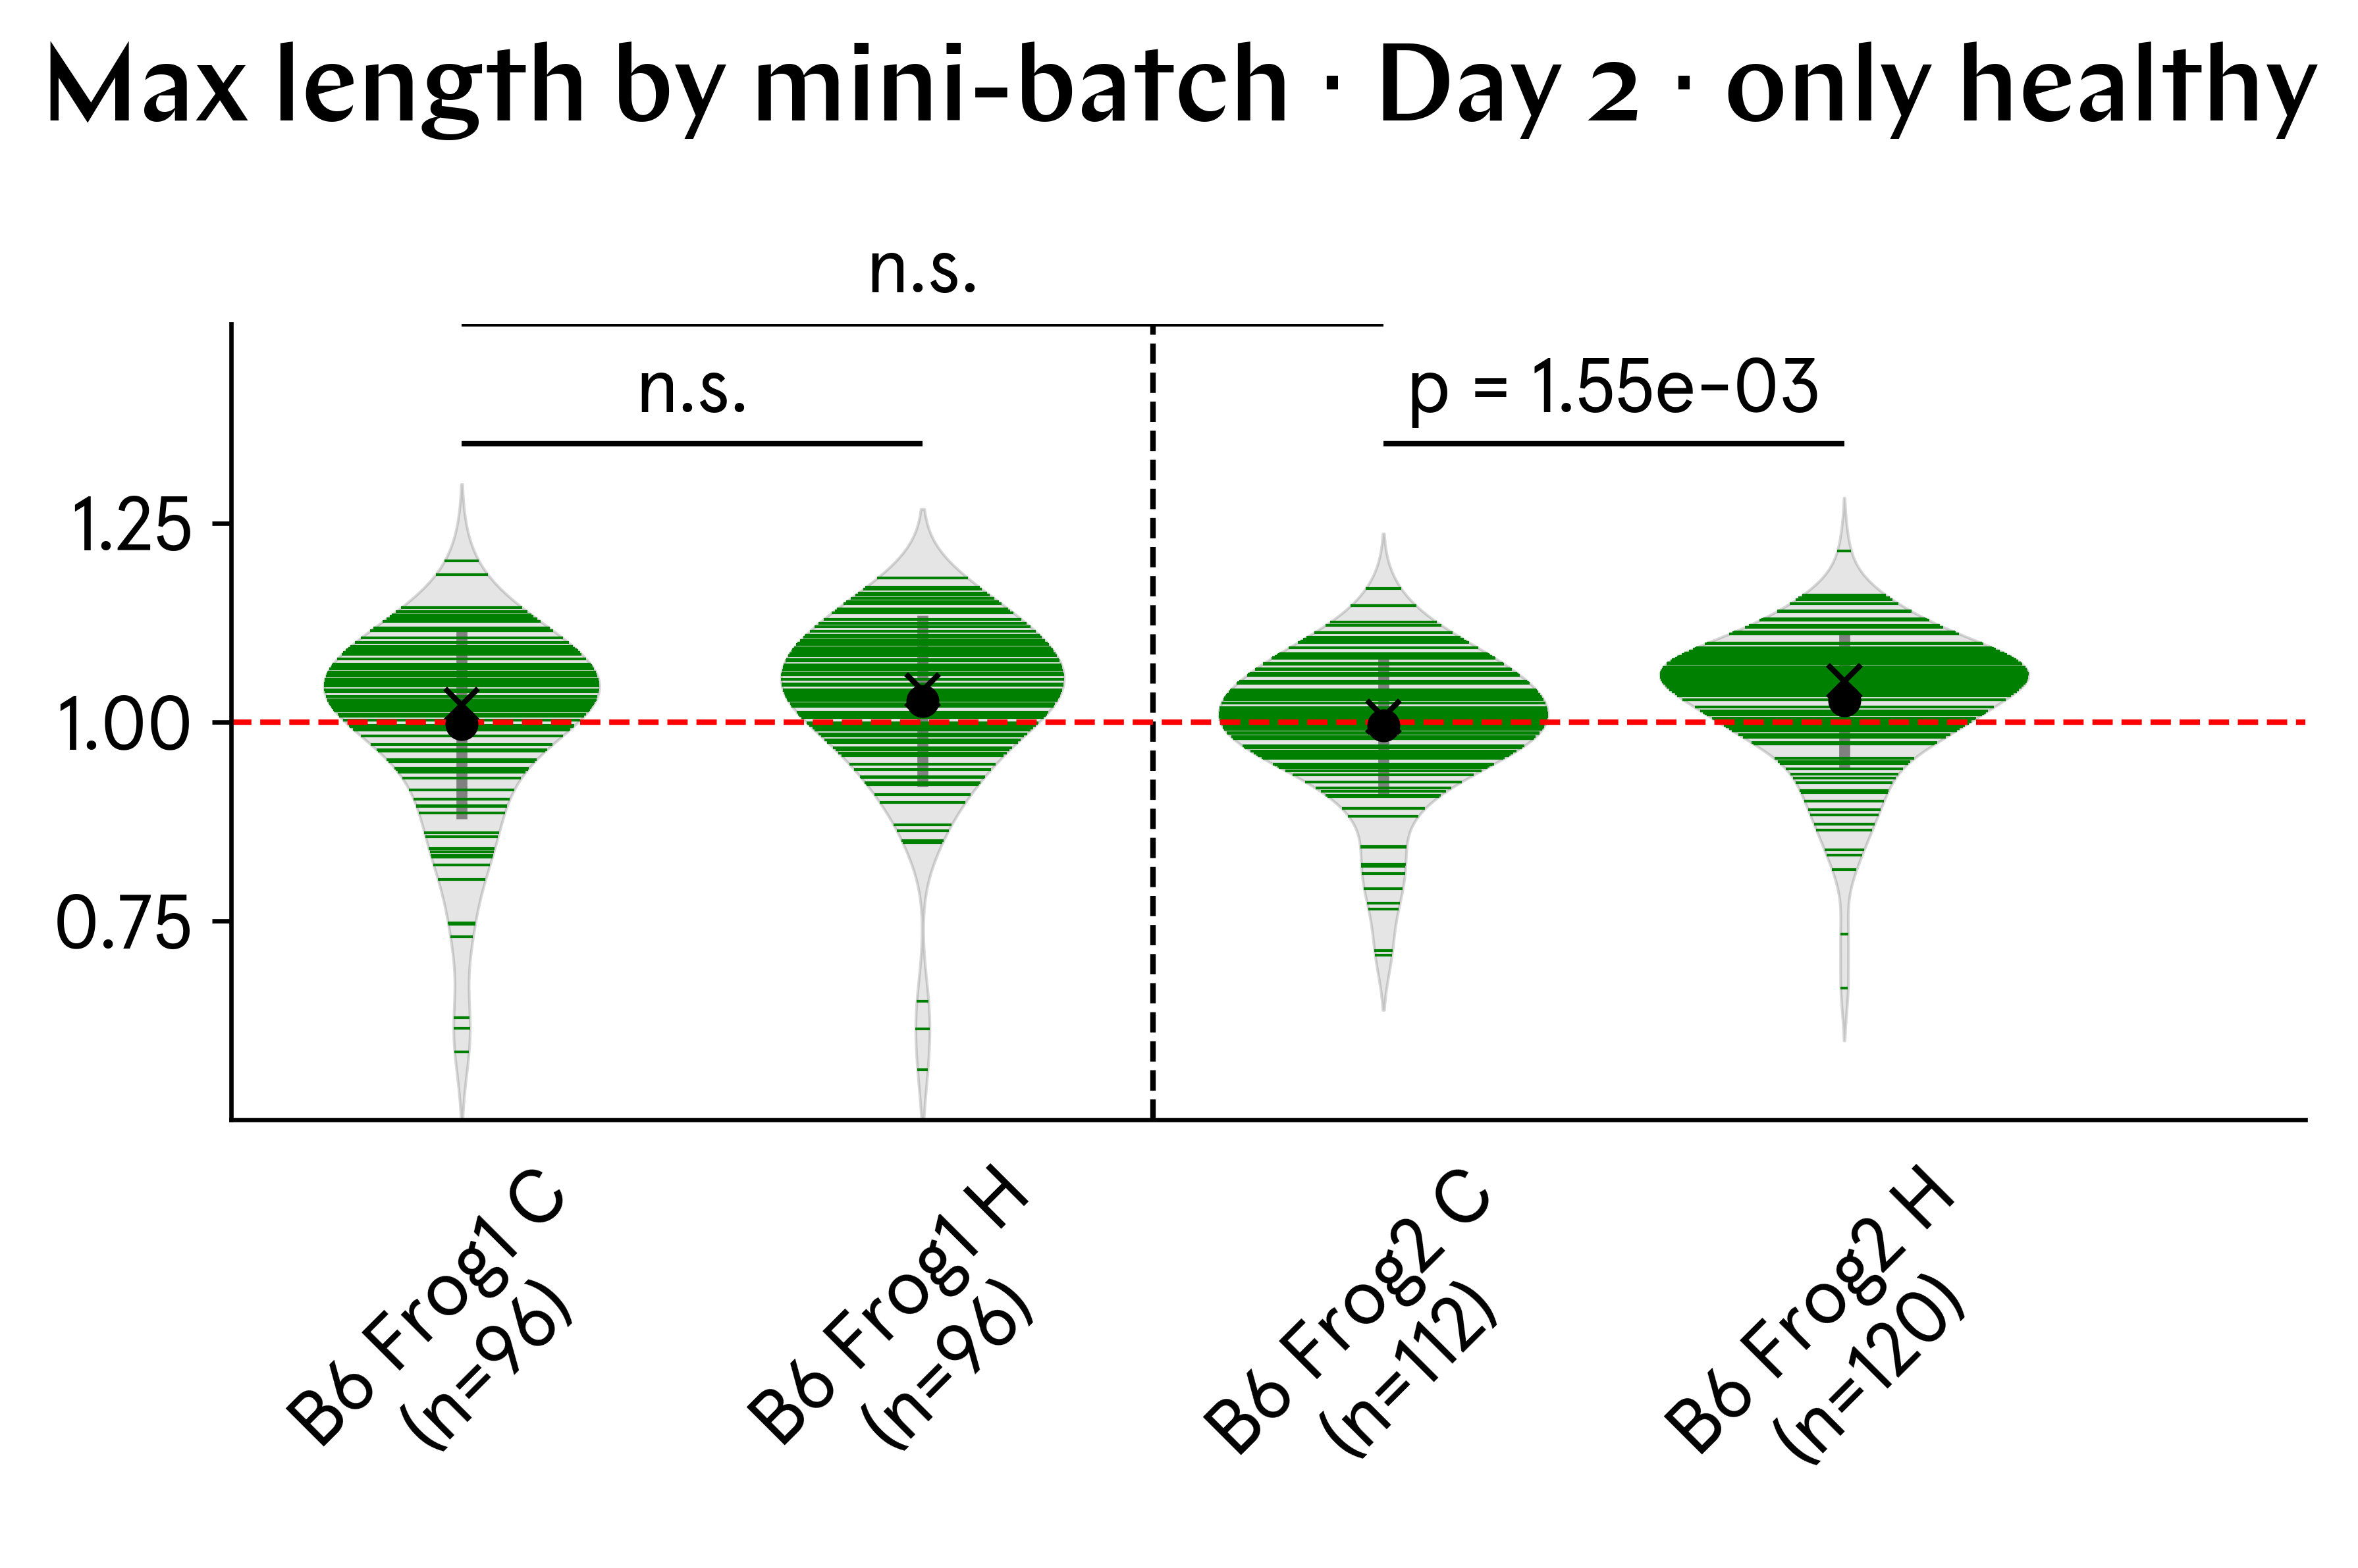 Max length by mini-batch · Day 2 · only healthy
n.s.
n.s.
p = 1.55e-03
1.25
1.00
0.75
B6 Frog1 C
(n=96)
B6 Frog1 H
(n=96)
B6 Frog2 C
(n=112)
B6 Frog2 H
(n=120)